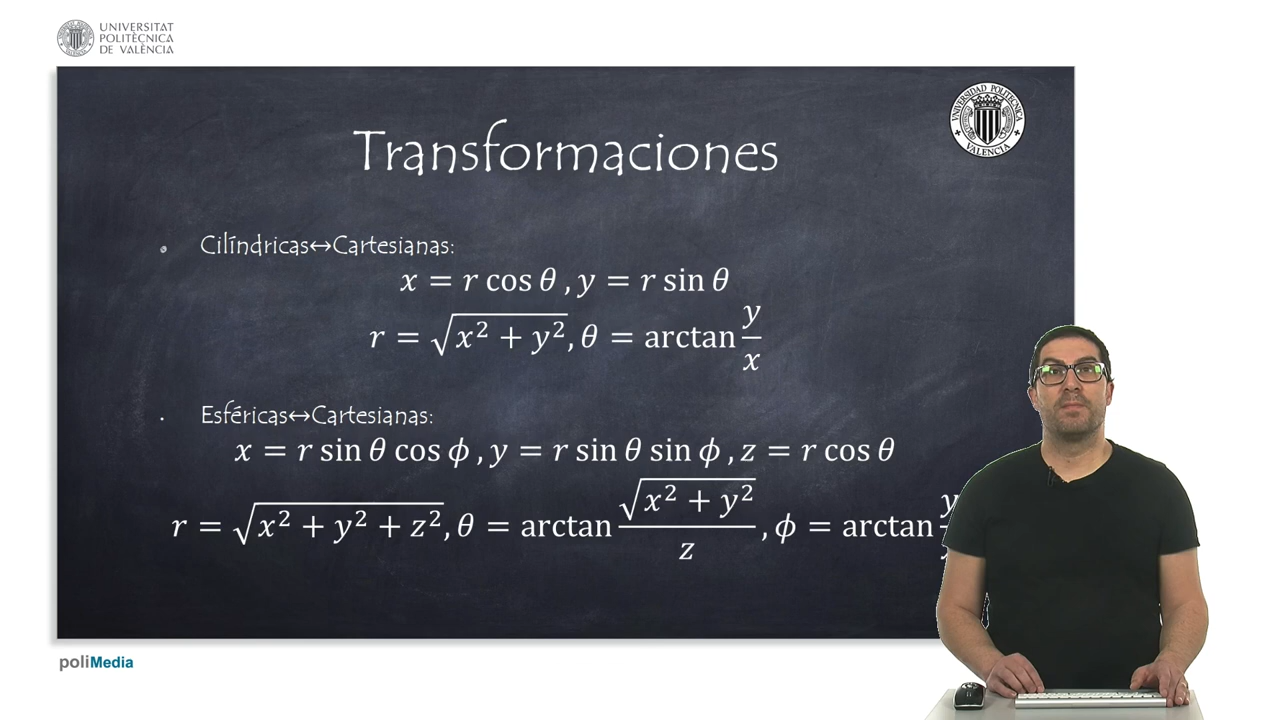 UNIVERSITAT
POLITÈCNICA
DE VALÈNCIA
UNIVERSIDAD POLITECNICA
VALENCIA
Transformaciones
Cilíndricas↔Cartesianas:
x = r cos θ , y = r sin θ
r = √(x² + y²), θ = arctan y/x
Esféricas↔Cartesianas:
x = r sin θ cos ϕ , y = r sin θ sin ϕ , z = r cos θ
r = √(x² + y² + z²), θ = arctan √(x² + y²)/z , ϕ = arctan y
poliMedia